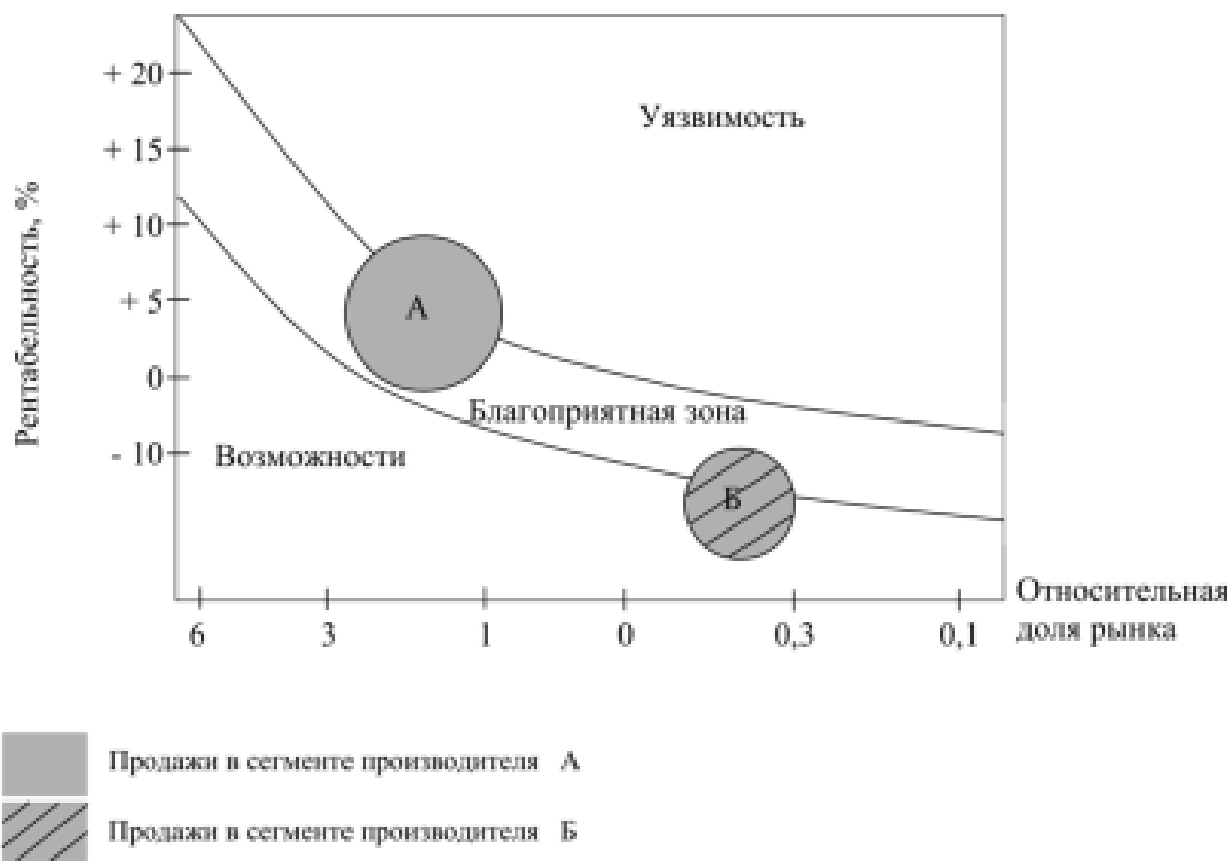 + 20
Уязвимость
+ 15
+ 10
+ 5
А
0
Благоприятная зона
- 10
Возможности
Б
Рентабельность, %
6
3
1
0
0,3
0,1
Относительная
доля рынка
Продажи в сегменте производителя А
Продажи в сегменте производителя Б